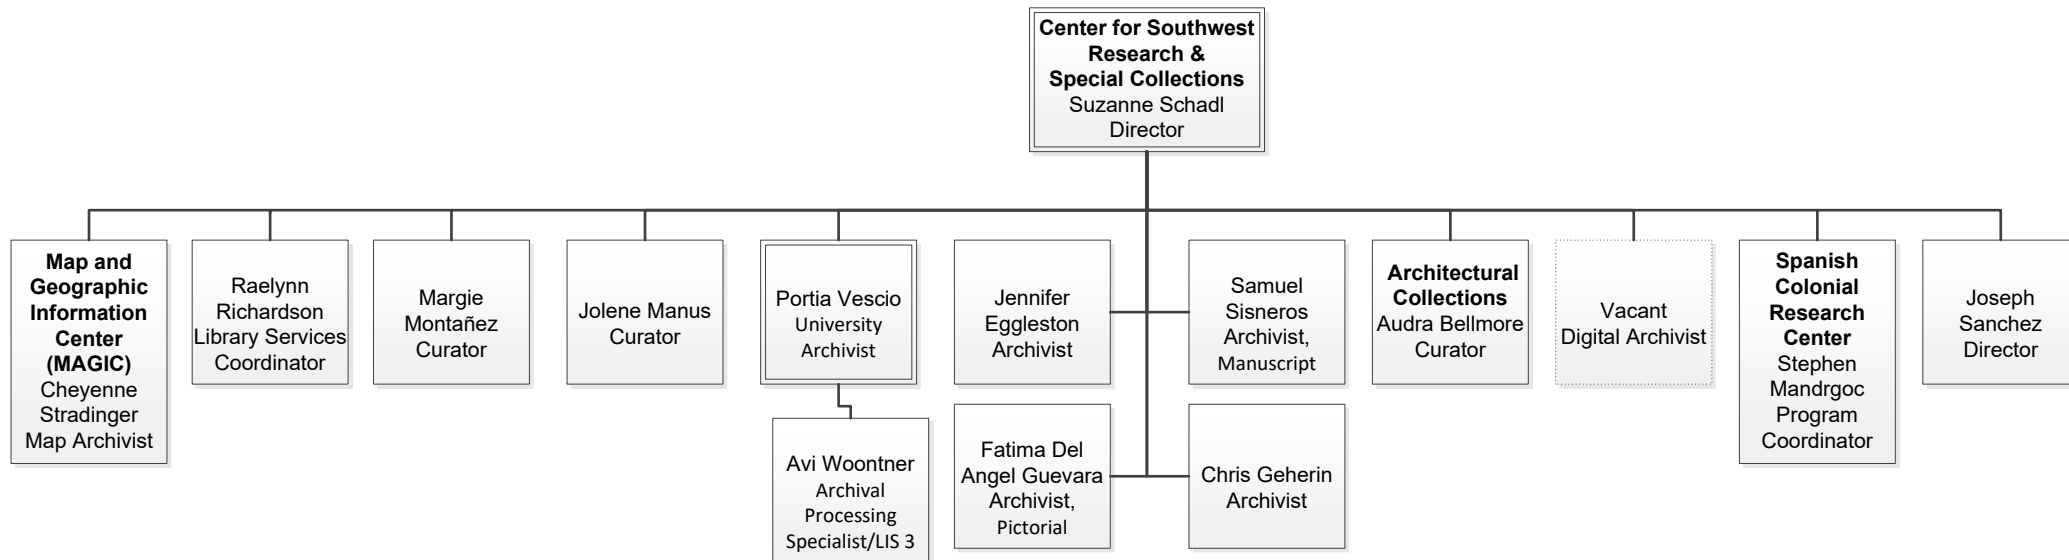 Center for Southwest
Research &
Special Collections
Suzanne Schadl
Director
Map and
Geographic
Information
Center
(MAGIC)
Cheyenne
Stradinger
Map Archivist
Raelynn
Richardson
Library Services
Coordinator
Margie
Montañez
Curator
Jolene Manus
Curator
Portia Vescio
University
Archivist
Avi Woontner
Archival
Processing
Specialist/LIS 3
Jennifer
Eggleston
Archivist
Samuel
Sisneros
Archivist,
Manuscript
Fatima Del
Angel Guevara
Archivist,
Pictorial
Chris Geherin
Archivist
Architectural
Collections
Audra Bellmore
Curator
Vacant
Digital Archivist
Spanish
Colonial
Research
Center
Stephen
Mandrgoc
Program
Coordinator
Joseph
Sanchez
Director